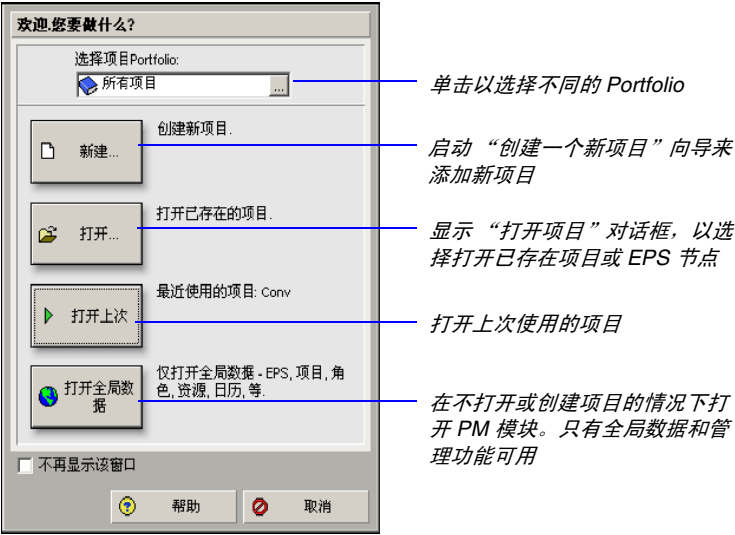 欢迎.您要做什么?
选择项目Portfolio:
所有项目
...
单击以选择不同的 Portfolio
新建...
创建新项目.
启动 “创建一个新项目”向导来
添加新项目
打开...
打开已存在的项目.
显示 “打开项目”对话框，以选
择打开已存在项目或 EPS 节点
打开上次
最近使用的项目: Conv
打开上次使用的项目
打开全局数
据
仅打开全局数据 - EPS, 项目, 角
色, 资源, 日历, 等.
在不打开或创建项目的情况下打
开 PM 模块。只有全局数据和管
理功能可用
不再显示该窗口
帮助
取消